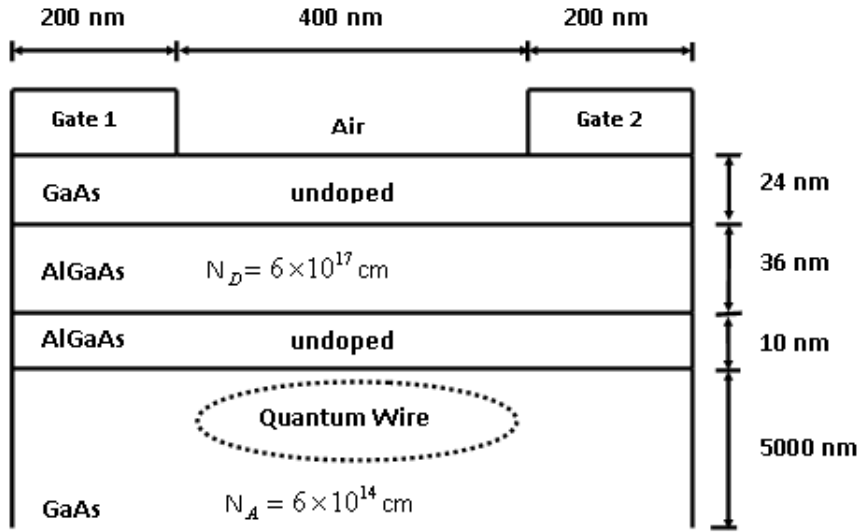 200 nm 400 nm 200 nm
Gate 1 Air Gate 2
GaAs undoped 24 nm
AlGaAs N_D = 6 ×10^17 cm 36 nm
AlGaAs undoped 10 nm
Quantum Wire
5000 nm
GaAs N_A = 6 ×10^14 cm